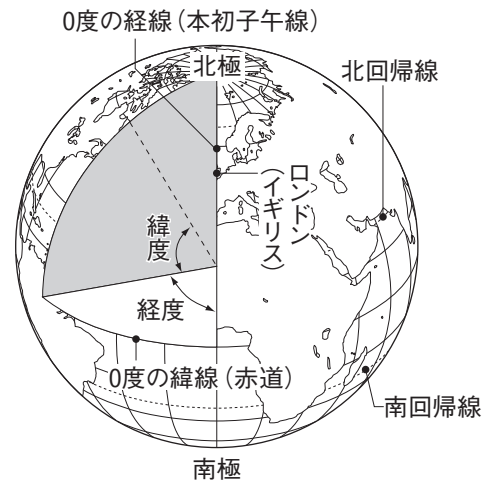 0度の経線（本初子午線）
北極
北回帰線
ロンドン
（イギリス）
緯度
経度
0度の緯線（赤道）
南回帰線
南極